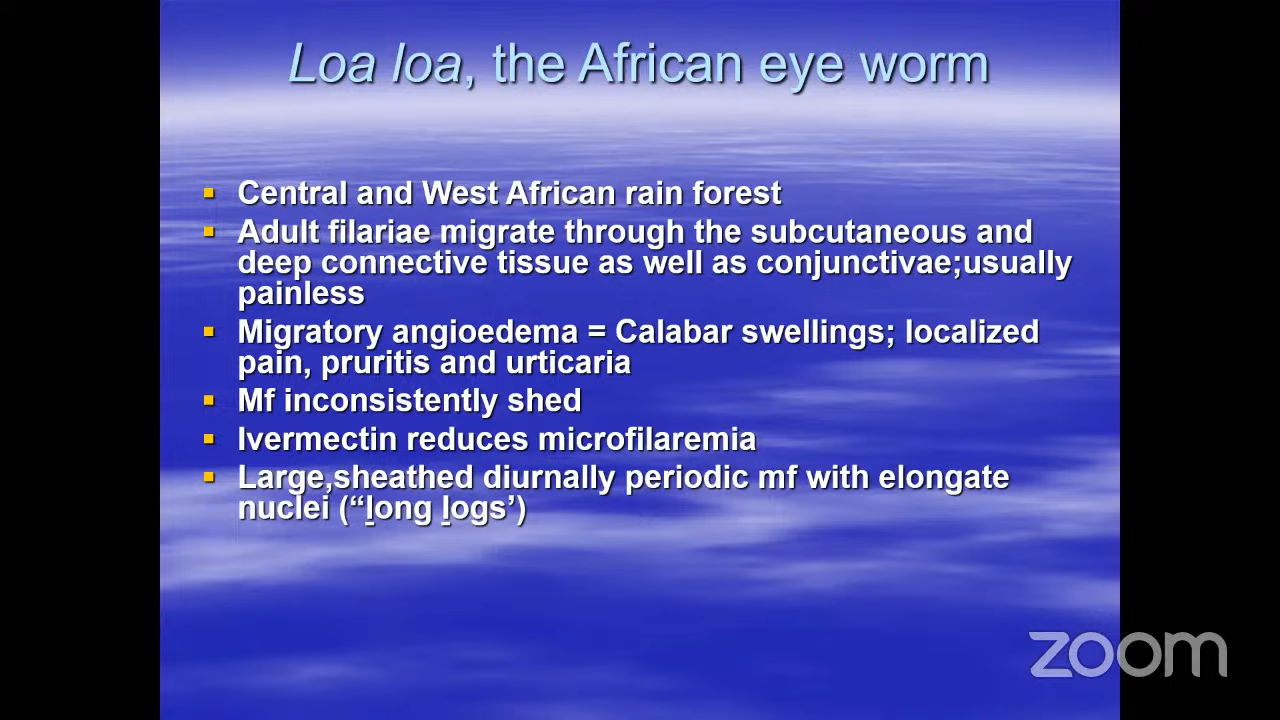 Loa loa, the African eye worm
▪ Central and West African rain forest
▪ Adult filariae migrate through the subcutaneous and
deep connective tissue as well as conjunctivae;usually
painless
▪ Migratory angioedema = Calabar swellings; localized
pain, pruritis and urticaria
▪ Mf inconsistently shed
▪ Ivermectin reduces microfilaremia
▪ Large,sheathed diurnally periodic mf with elongate
nuclei (“long logs’)
zoom